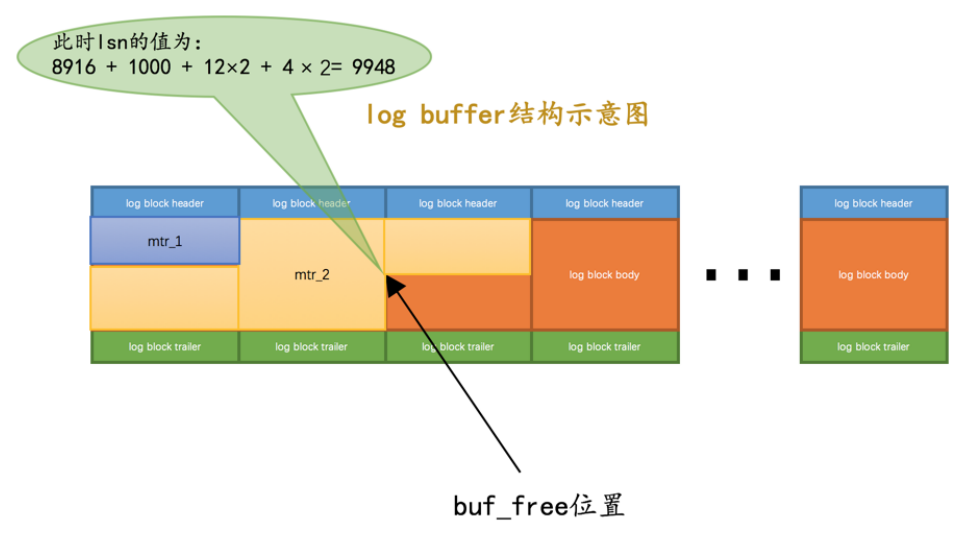 此时lsn的值为：
8916 + 1000 + 12×2 + 4 × 2= 9948
log buffer结构示意图
log block header
log block header
log block header
log block header
log block header
mtr_1
mtr_2
log block body
log block body
log block trailer
log block trailer
log block trailer
log block trailer
log block trailer
buf_free位置